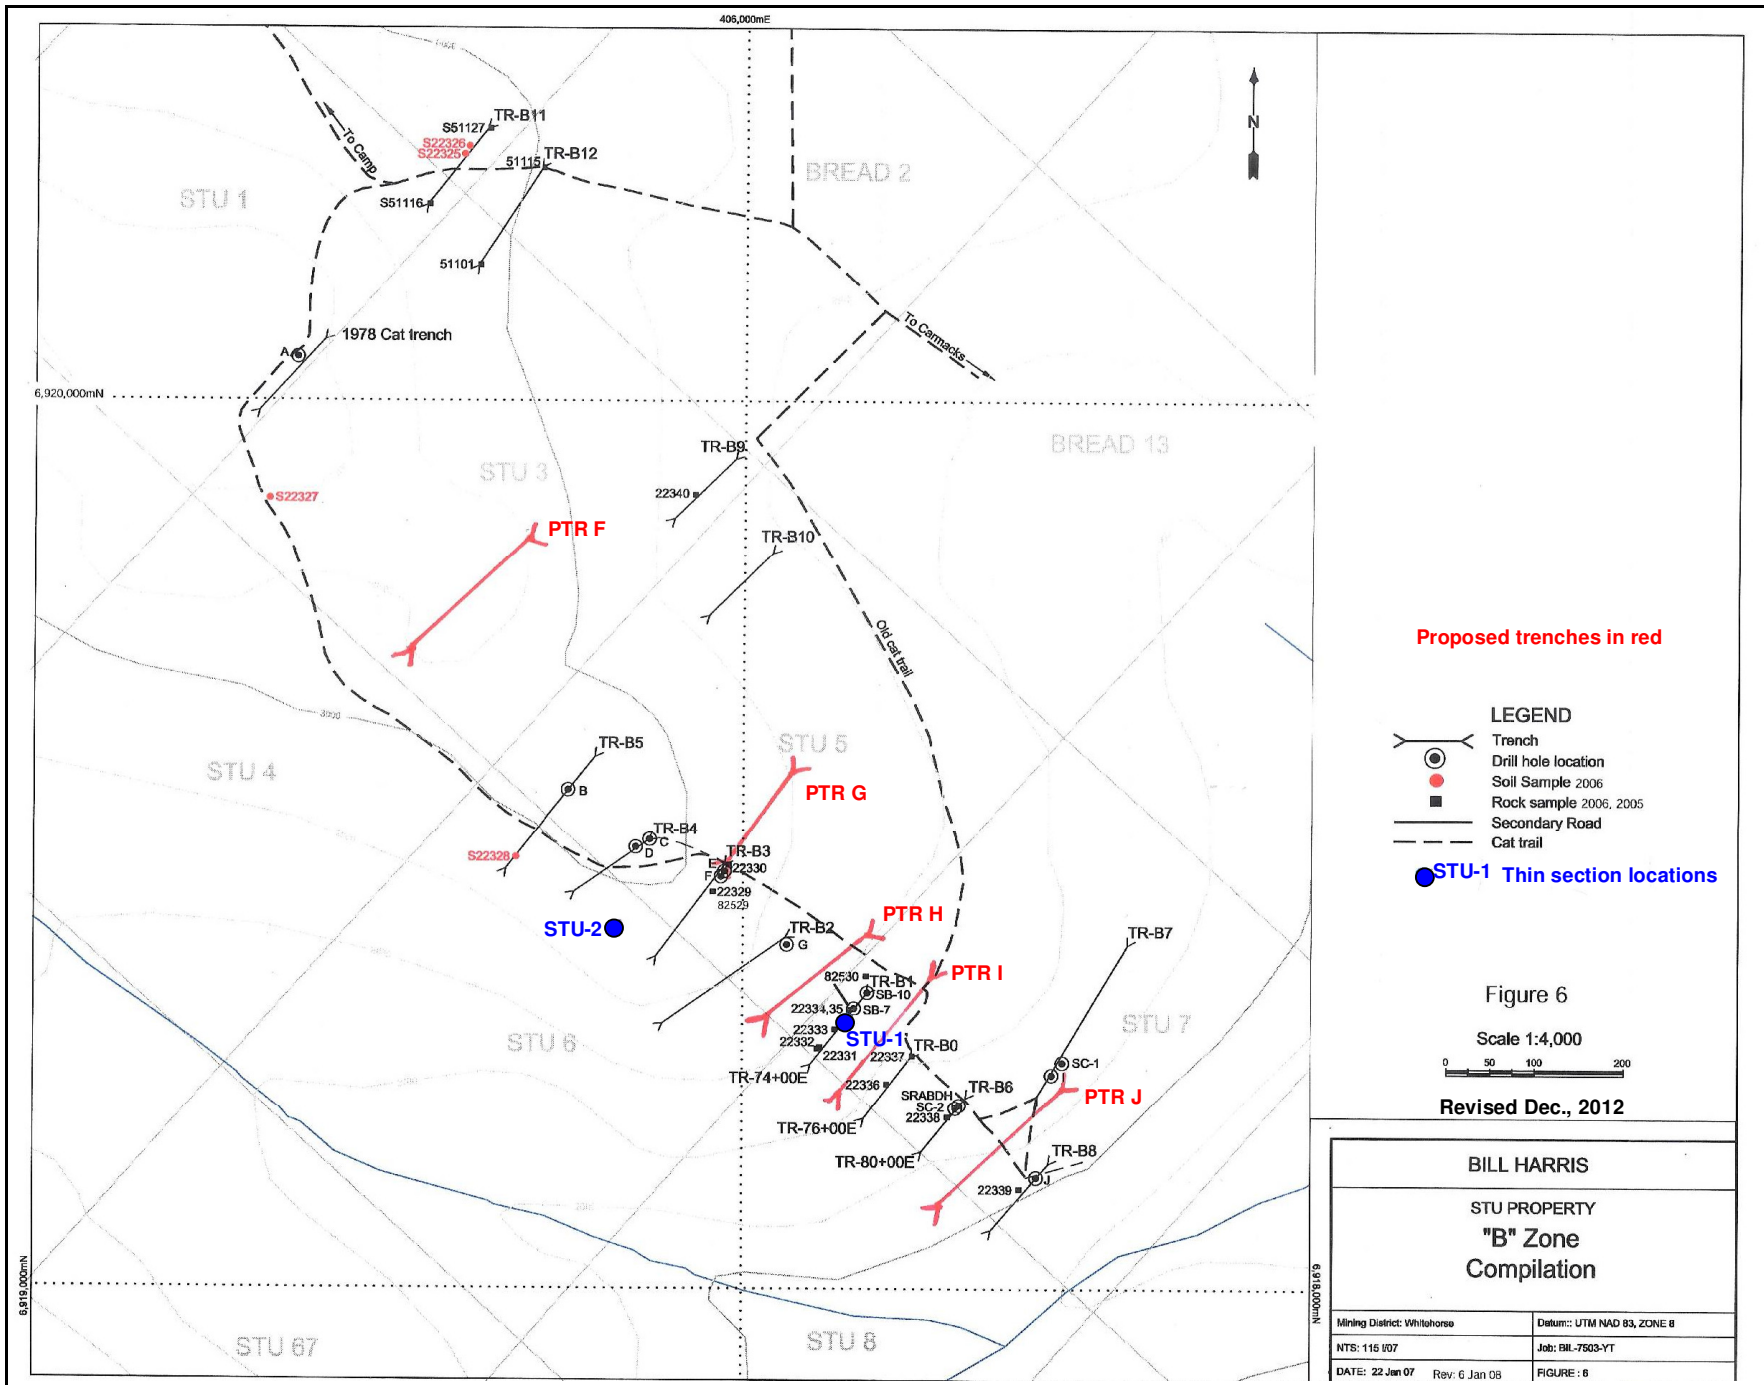 406,000mE
TR-B11
S51127
S22326
S22325
51115
TR-B12
To Camp
S51116
51101
STU 1
BREAD 2
N
1978 Cat trench
A
To Carmacks
6,920,000mN
TR-B9
BREAD 13
STU 3
22340
S22327
PTR F
TR-B10
Old cat trail
Proposed trenches in red
LEGEND
Trench
Drill hole location
Soil Sample 2006
Rock sample 2006, 2005
Secondary Road
Cat trail
STU-1 Thin section locations
3000
TR-B5
STU 5
STU 4
B
PTR G
TR-B4
C
D
S22328
TR-B3
E
22330
F
22329
82529
STU-2
PTR H
TR-B2
G
TR-B7
PTR I
82530
TR-B1
SB-10
22334,35
SB-7
22333
STU-1
22332
22331
STU 6
STU 7
TR-B0
22337
TR-74+00E
22336
SC-1
TR-B6
SRABDH
SC-2
22338
PTR J
TR-76+00E
TR-80+00E
TR-B8
J
22339
Figure 6
Scale 1:4,000
0 50 100 200
Revised Dec., 2012
BILL HARRIS
STU PROPERTY
"B" Zone
Compilation
6,919,000mN
6,918,000mN
STU 67
STU 8
Mining District: Whitehorse
Datum:: UTM NAD 83, ZONE 8
NTS: 115 I/07
Job: BIL-7503-YT
DATE: 22 Jan 07 Rev: 6 Jan 08
FIGURE : 6